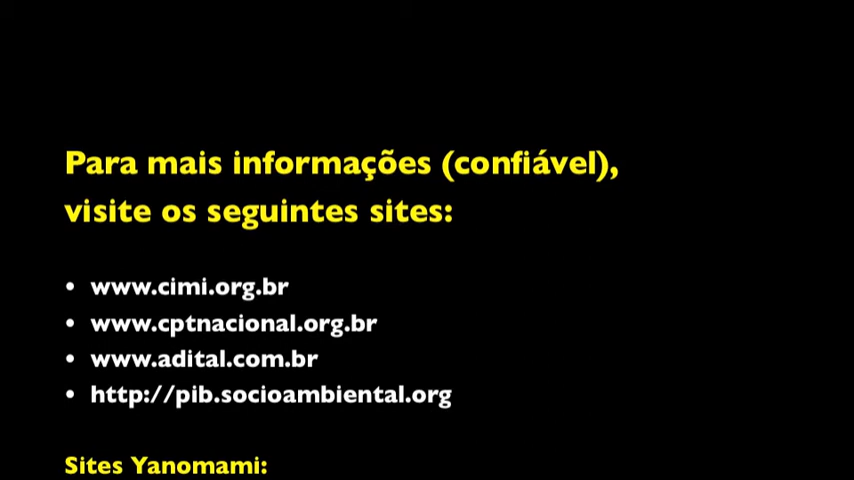 Para mais informações (confiável),
visite os seguintes sites:
• www.cimi.org.br
• www.cptnacional.org.br
• www.adital.com.br
• http://pib.socioambiental.org
Sites Yanomami: